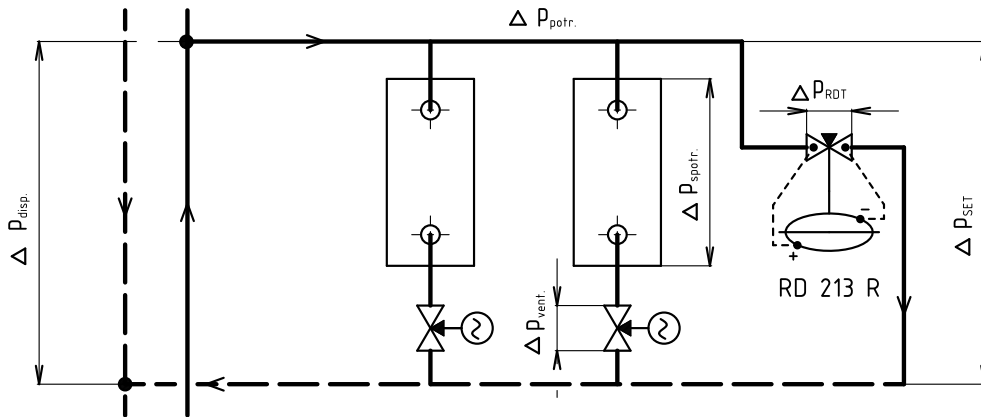 Δ Ppotr.
Δ PRDT
Δ Pdisp.
Δ Pspotr.
Δ PSET
−
+
RD 213 R
Δ Pvent.